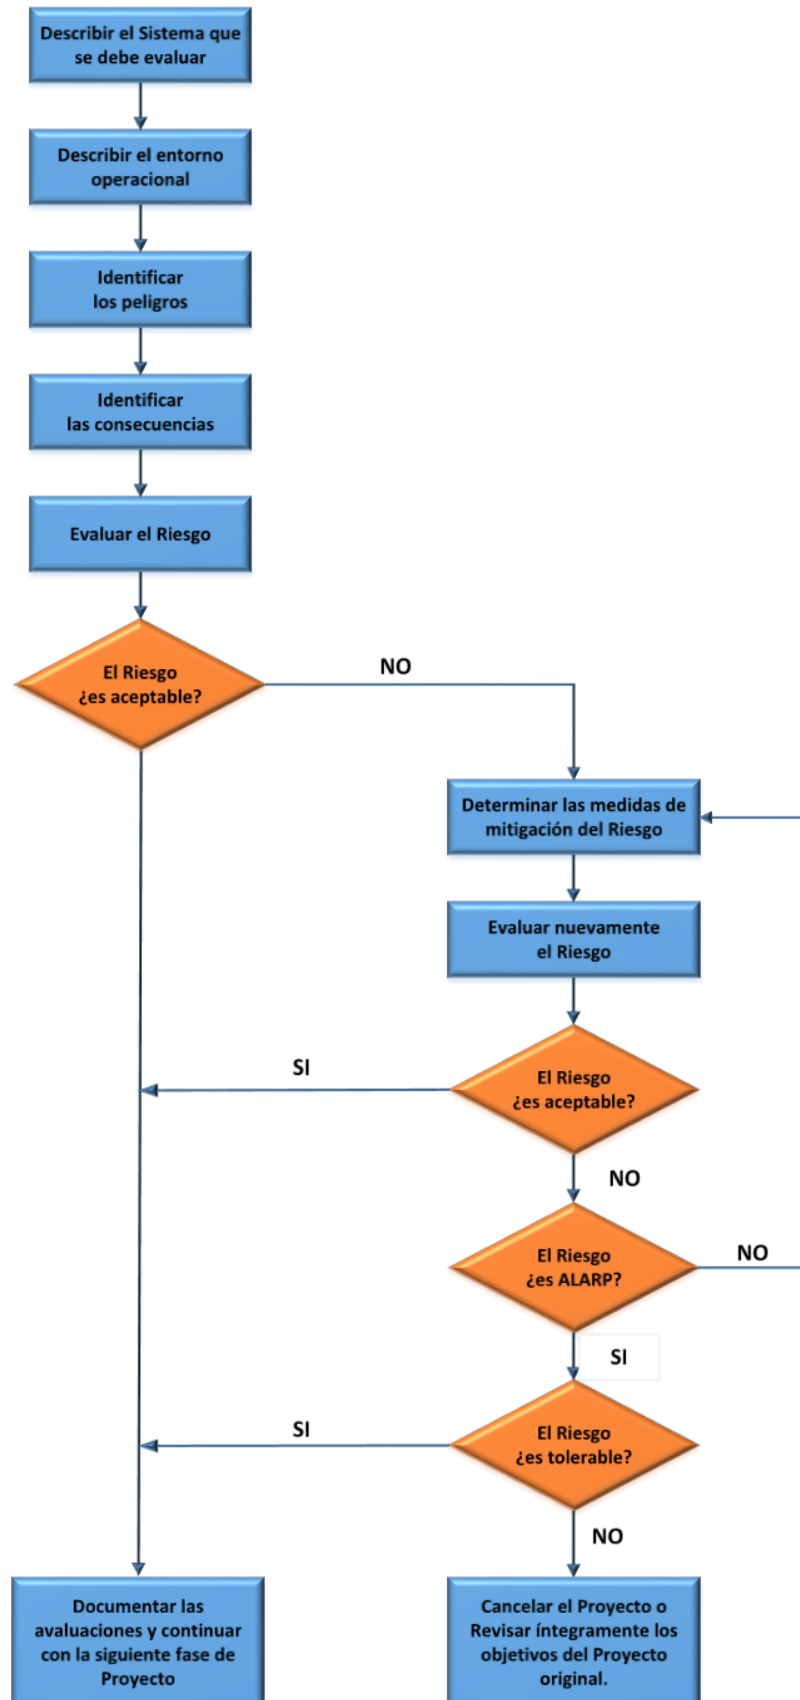 Describir el Sistema que
se debe evaluar
Describir el entorno
operacional
Identificar
los peligros
Identificar
las consecuencias
Evaluar el Riesgo
El Riesgo
¿es aceptable?
NO
Determinar las medidas de
mitigación del Riesgo
Evaluar nuevamente
el Riesgo
El Riesgo
¿es aceptable?
SI
NO
El Riesgo
¿es ALARP?
NO
SI
El Riesgo
¿es tolerable?
SI
NO
Documentar las
avaluaciones y continuar
con la siguiente fase de
Proyecto
Cancelar el Proyecto o
Revisar íntegramente los
objetivos del Proyecto
original.